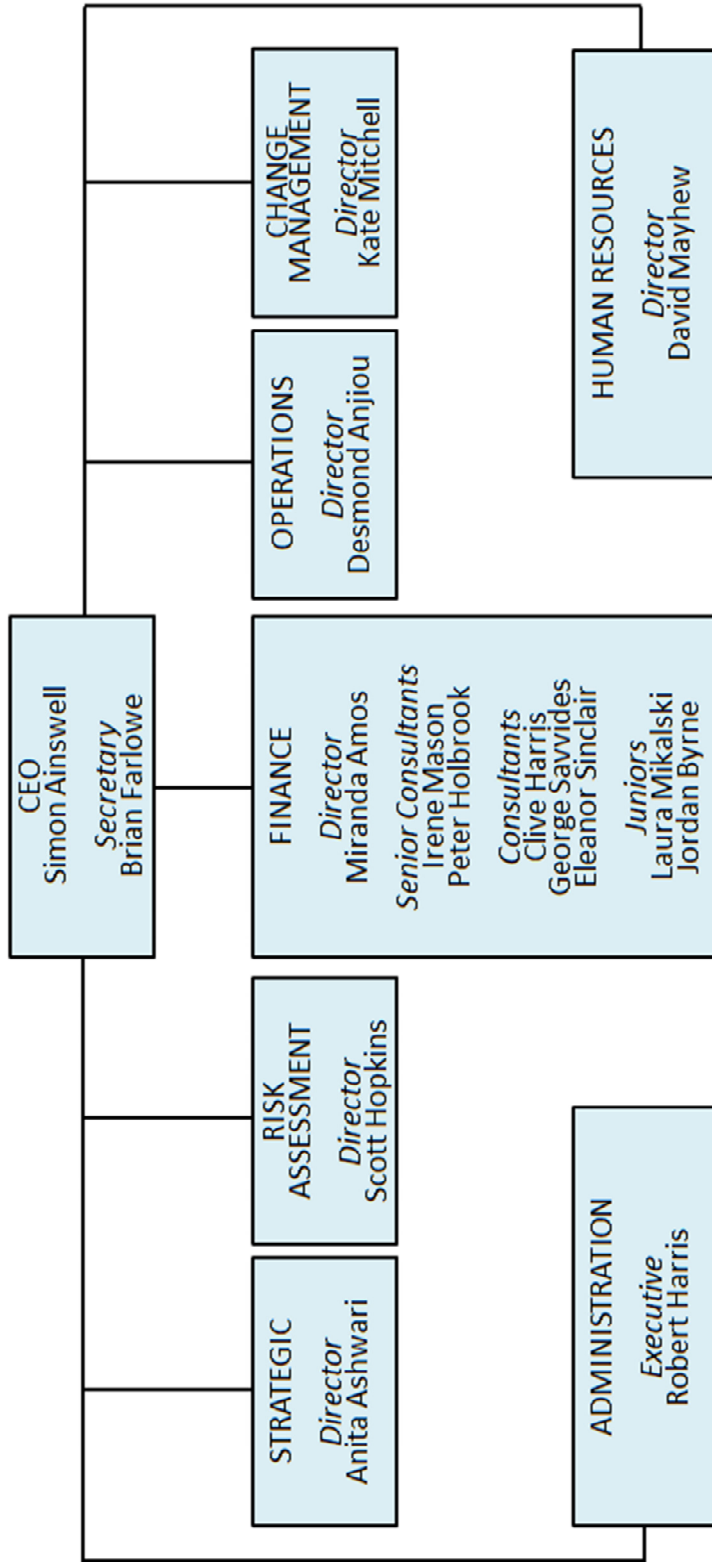 CEO
Simon Ainswell
Secretary
Brian Farlowe
STRATEGIC
Director
Anita Ashwari
RISK
ASSESSMENT
Director
Scott Hopkins
FINANCE
Director
Miranda Amos
Senior Consultants
Irene Mason
Peter Holbrook
Consultants
Clive Harris
George Savvides
Eleanor Sinclair
Juniors
Laura Mikalski
Jordan Byrne
OPERATIONS
Director
Desmond Anjiou
CHANGE
MANAGEMENT
Director
Kate Mitchell
ADMINISTRATION
Executive
Robert Harris
HUMAN RESOURCES
Director
David Mayhew